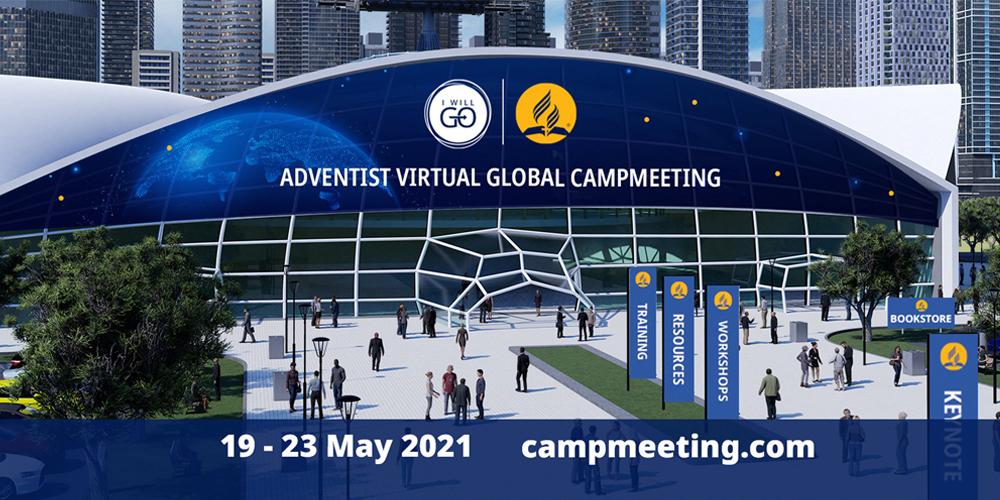 I WILL
GO
ADVENTIST VIRTUAL GLOBAL CAMPMEETING
TRAINING
RESOURCES
WORKSHOPS
BOOKSTORE
KEYNOTE
19 - 23 May 2021
campmeeting.com